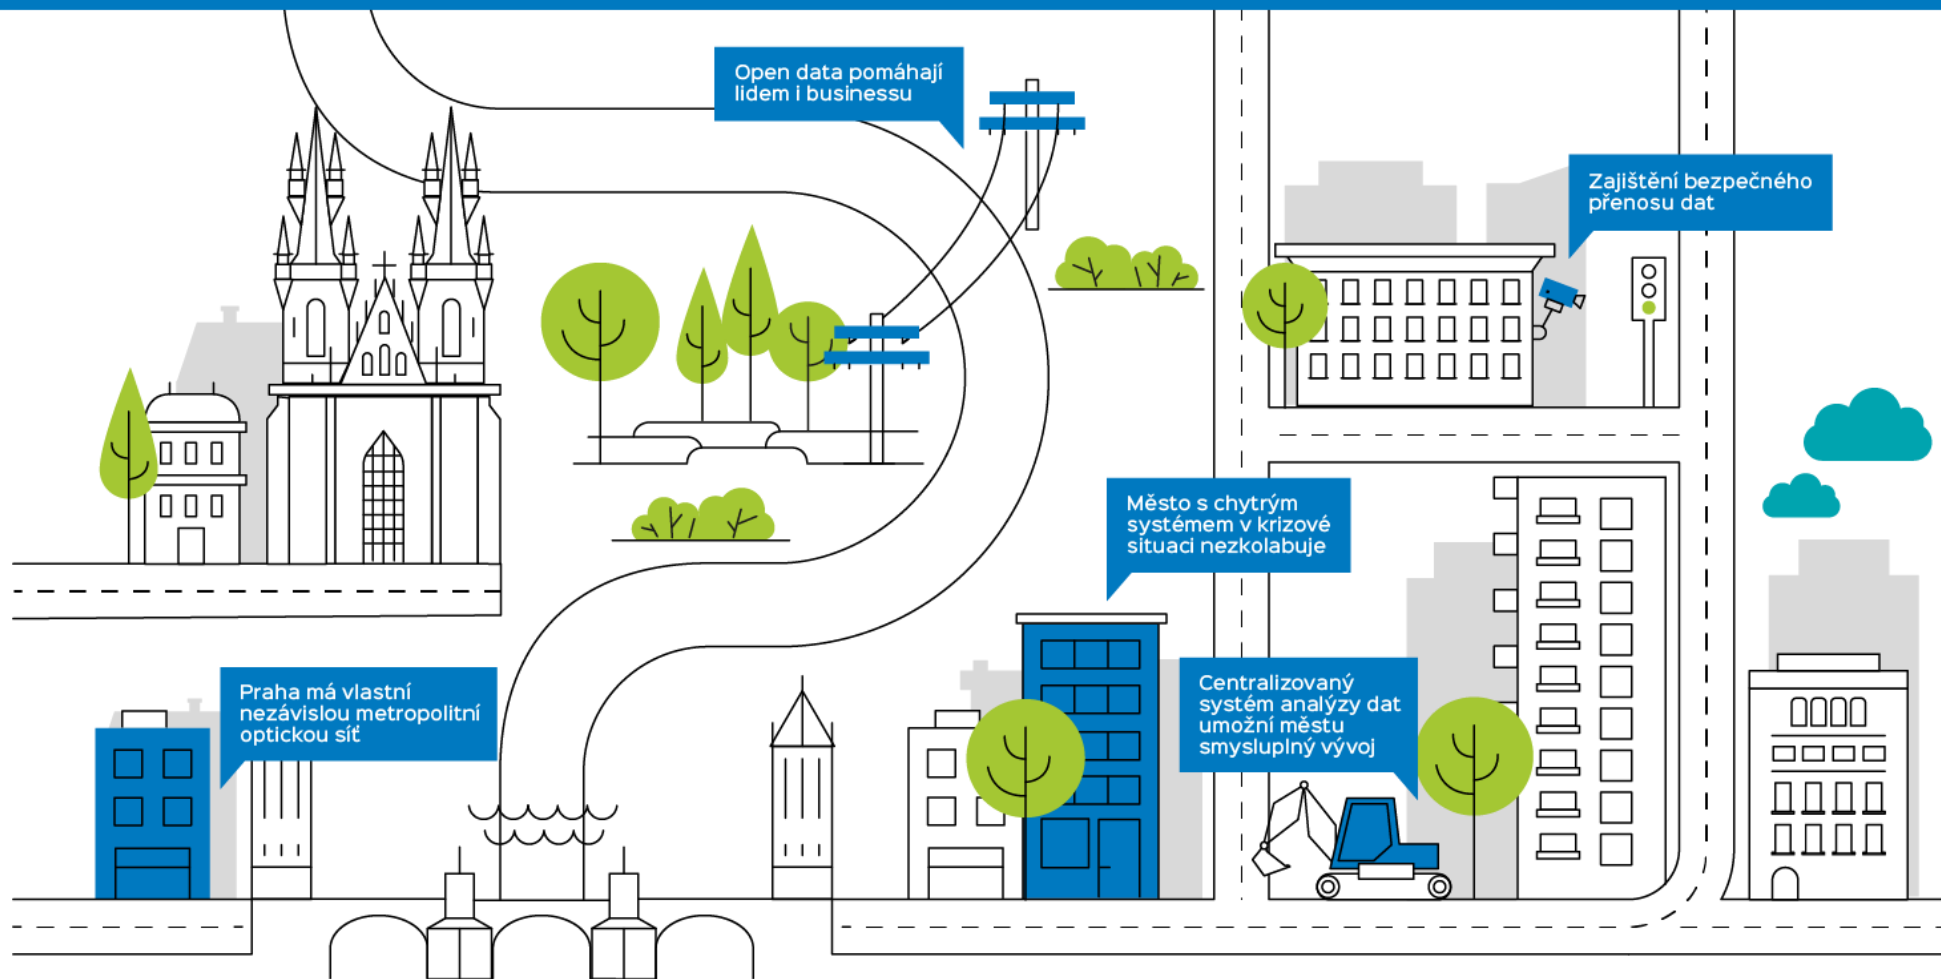 Open data pomáhají
lidem i businessu
Zajištění bezpečného
přenosu dat
Město s chytrým
systémem v krizové
situaci nezkolabuje
Praha má vlastní
nezávislou metropolitní
optickou síť
Centralizovaný
systém analýzy dat
umožní městu
smysluplný vývoj